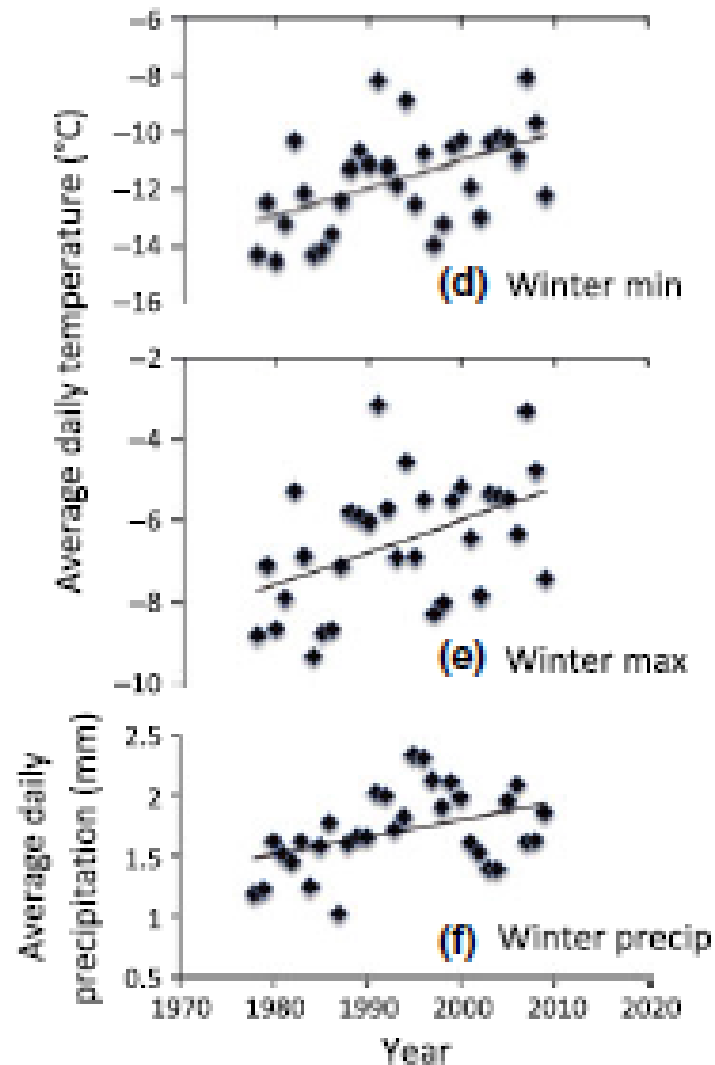 Average daily temperature (°C)
−6
−8
−10
−12
−14
−16
(d) Winter min
−2
−4
−6
−8
−10
(e) Winter max
Average daily
precipitation (mm)
2.5
2
1.5
1
0.5
(f) Winter precip
1970 1980 1990 2000 2010 2020
Year